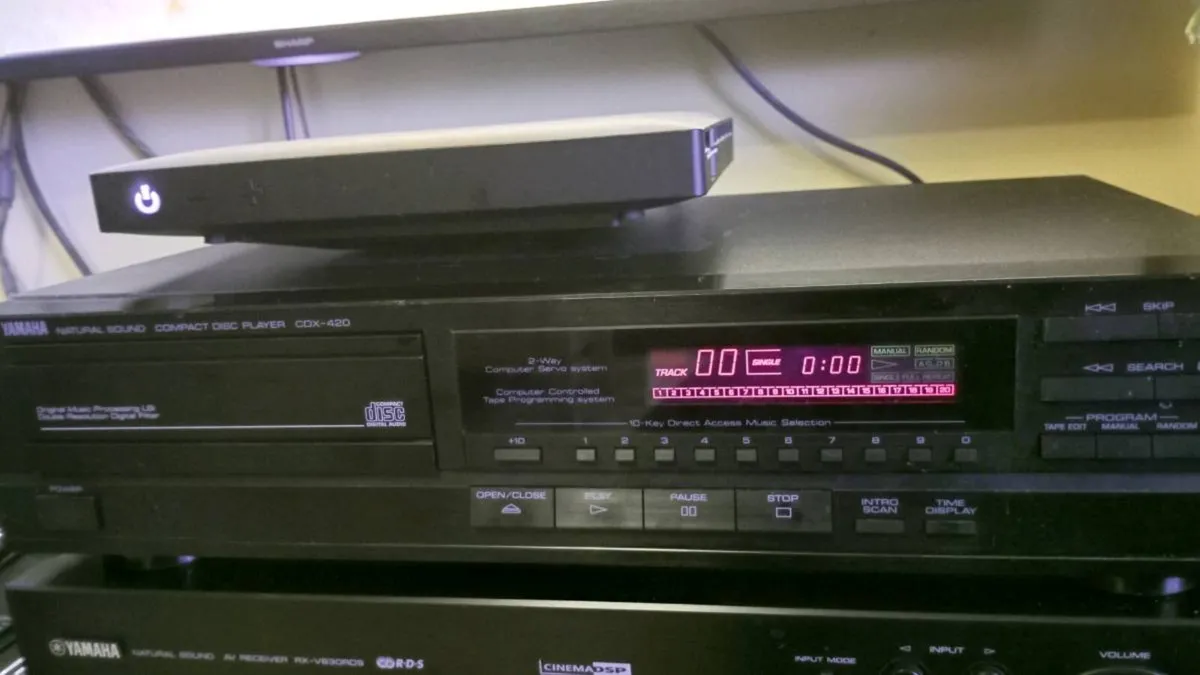 SHARP
YAMAHA NATURAL SOUND COMPACT DISC PLAYER CDX-420
SKIP
2-Way
Computer Servo system
Computer Controlled
Tape Programming system
TRACK 00 SINGLE 0:00
MANUAL RANDOM
1 2 3 4 5 6 7 8 9 10 11 12 13 14 15 16 17 18 19 20
SEARCH
Original Music Processing LSI
Double Resolution Digital Filter
COMPACT
disc
DIGITAL AUDIO
10-Key Direct Access Music Selection
+10 1 2 3 4 5 6 7 8 9 0
PROGRAM
TAPE EDIT MANUAL RANDOM
POWER
OPEN/CLOSE PLAY PAUSE STOP
INTRO
SCAN
TIME
DISPLAY
YAMAHA NATURAL SOUND AV RECEIVER RX-V630RDS R·D·S
CINEMA DSP
INPUT MODE
INPUT
VOLUME